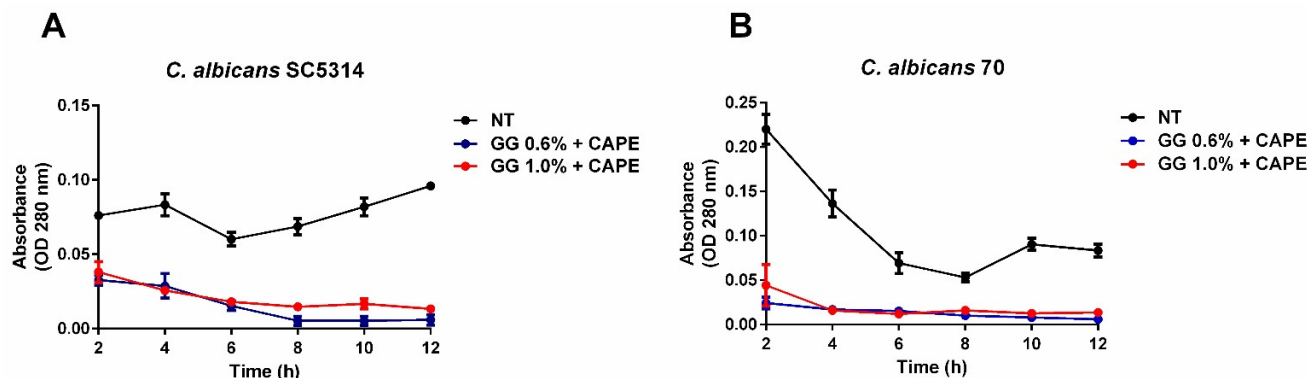 A
C. albicans SC5314
0.15
0.10
0.05
0.00
Absorbance
(OD 280 nm)
2 4 6 8 10 12
Time (h)
NT
GG 0.6% + CAPE
GG 1.0% + CAPE
B
C. albicans 70
0.25
0.20
0.15
0.10
0.05
0.00
Absorbance
(OD 280 nm)
2 4 6 8 10 12
Time (h)
NT
GG 0.6% + CAPE
GG 1.0% + CAPE